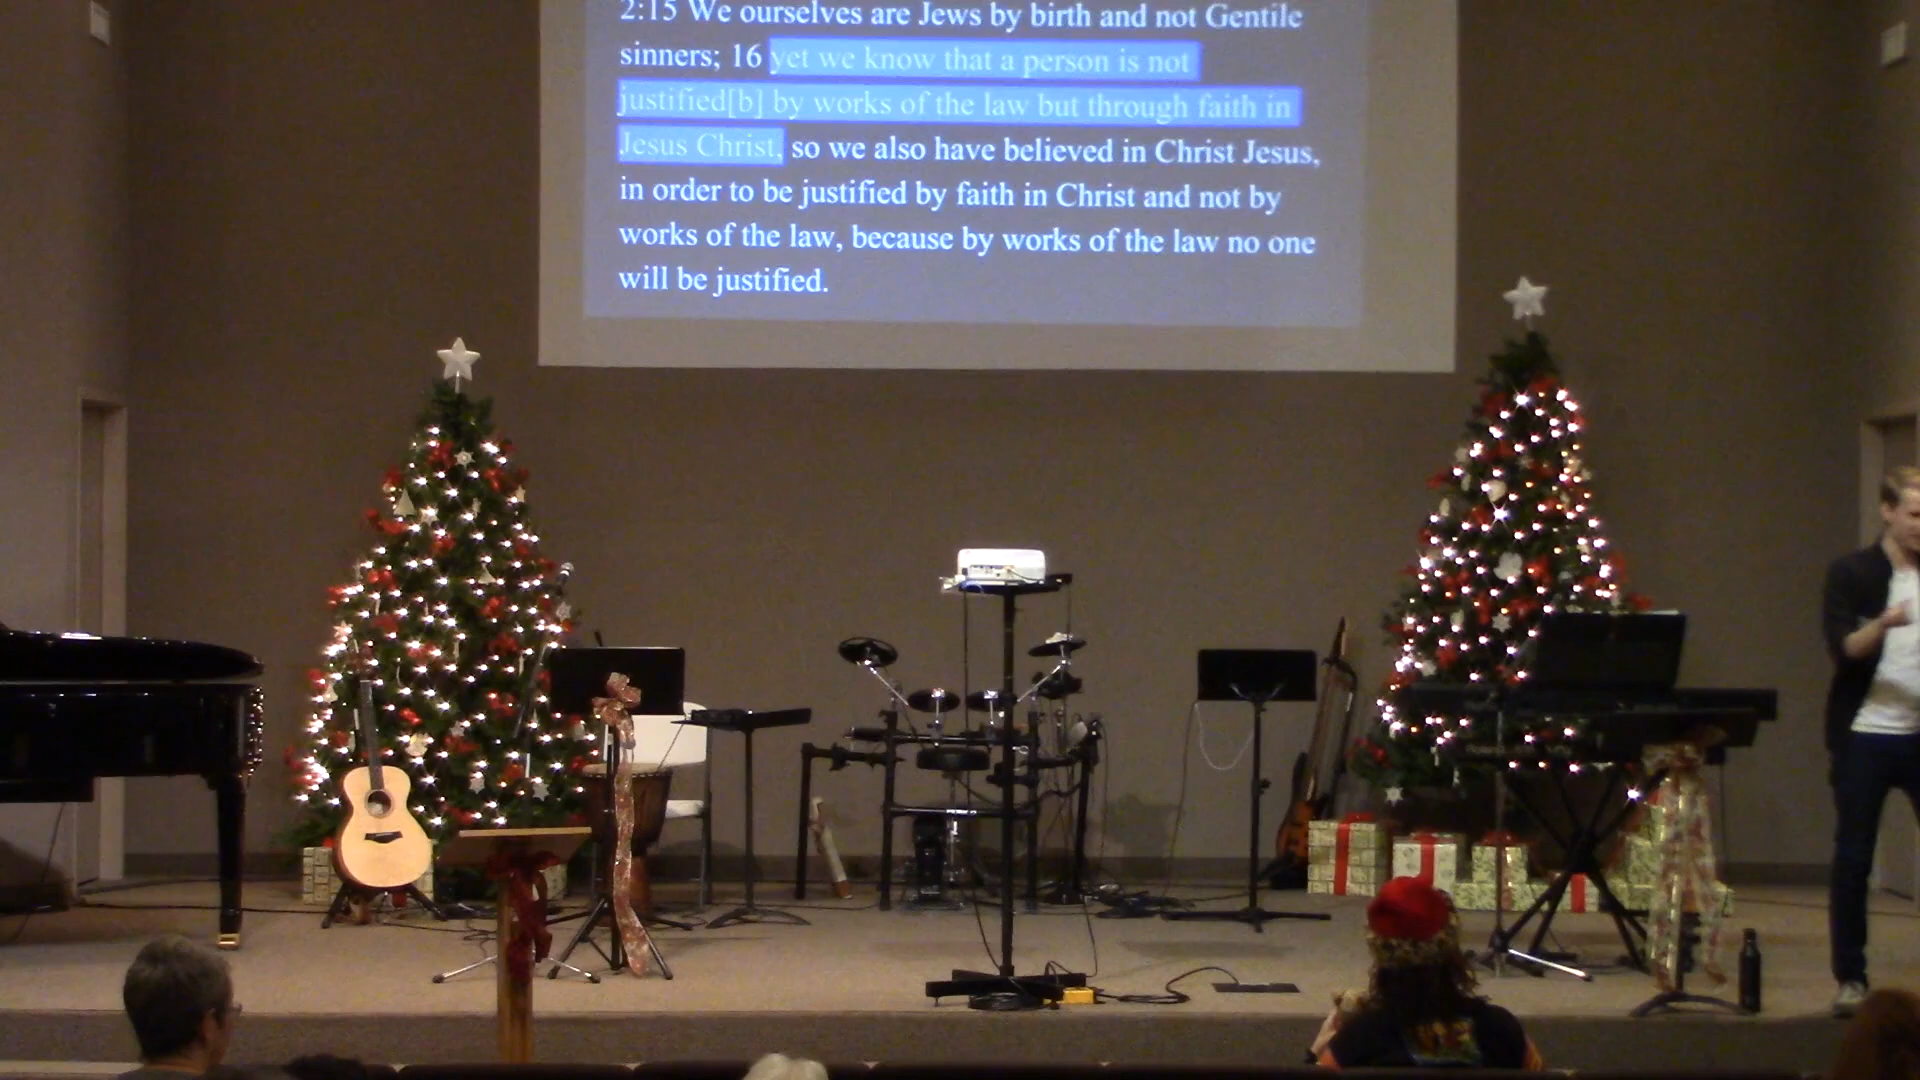 2:15 We ourselves are Jews by birth and not Gentile
sinners; 16 yet we know that a person is not
justified[b] by works of the law but through faith in
Jesus Christ, so we also have believed in Christ Jesus,
in order to be justified by faith in Christ and not by
works of the law, because by works of the law no one
will be justified.